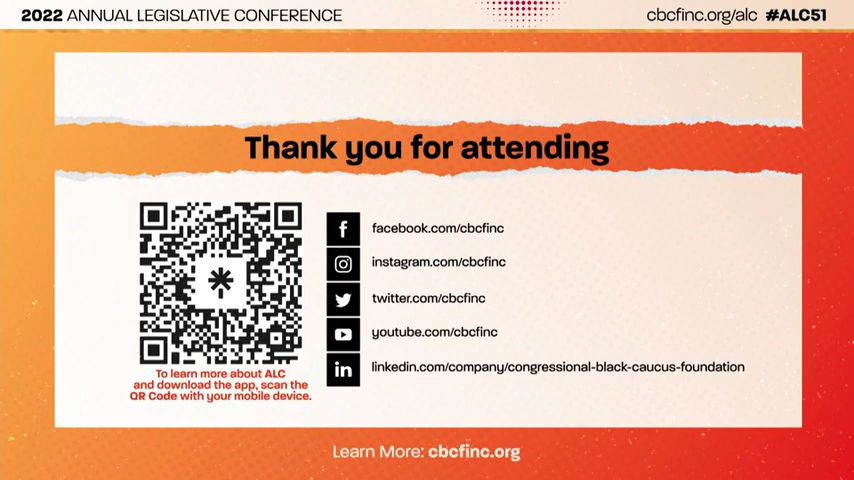 2022 ANNUAL LEGISLATIVE CONFERENCE
cbcfinc.org/alc #ALC51
Thank you for attending
facebook.com/cbcfinc
instagram.com/cbcfinc
twitter.com/cbcfinc
youtube.com/cbcfinc
linkedin.com/company/congressional-black-caucus-foundation
To learn more about ALC
and download the app, scan the
QR Code with your mobile device.
Learn More: cbcfinc.org